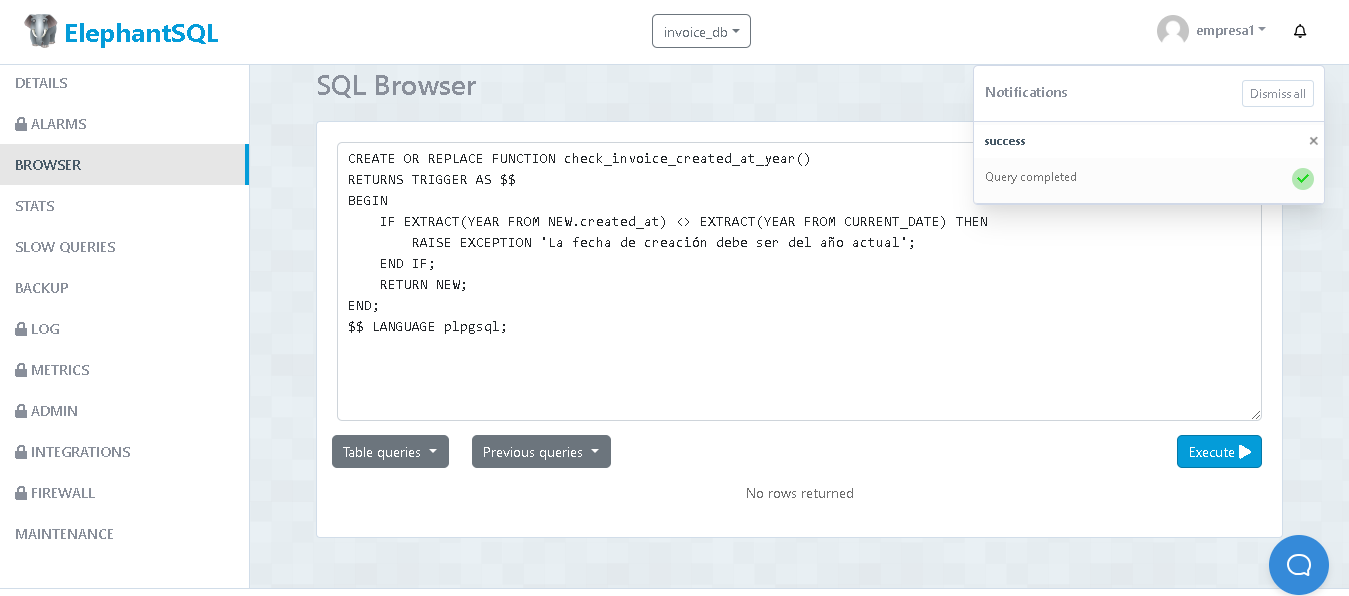 ElephantSQL
invoice_db
empresa1
DETAILS
ALARMS
BROWSER
STATS
SLOW QUERIES
BACKUP
LOG
METRICS
ADMIN
INTEGRATIONS
FIREWALL
MAINTENANCE
SQL Browser
Notifications
Dismiss all
success
×
Query completed
CREATE OR REPLACE FUNCTION check_invoice_created_at_year()
RETURNS TRIGGER AS $$
BEGIN
    IF EXTRACT(YEAR FROM NEW.created_at) <> EXTRACT(YEAR FROM CURRENT_DATE) THEN
        RAISE EXCEPTION 'La fecha de creación debe ser del año actual';
    END IF;
    RETURN NEW;
END;
$$ LANGUAGE plpgsql;
Table queries
Previous queries
Execute
No rows returned